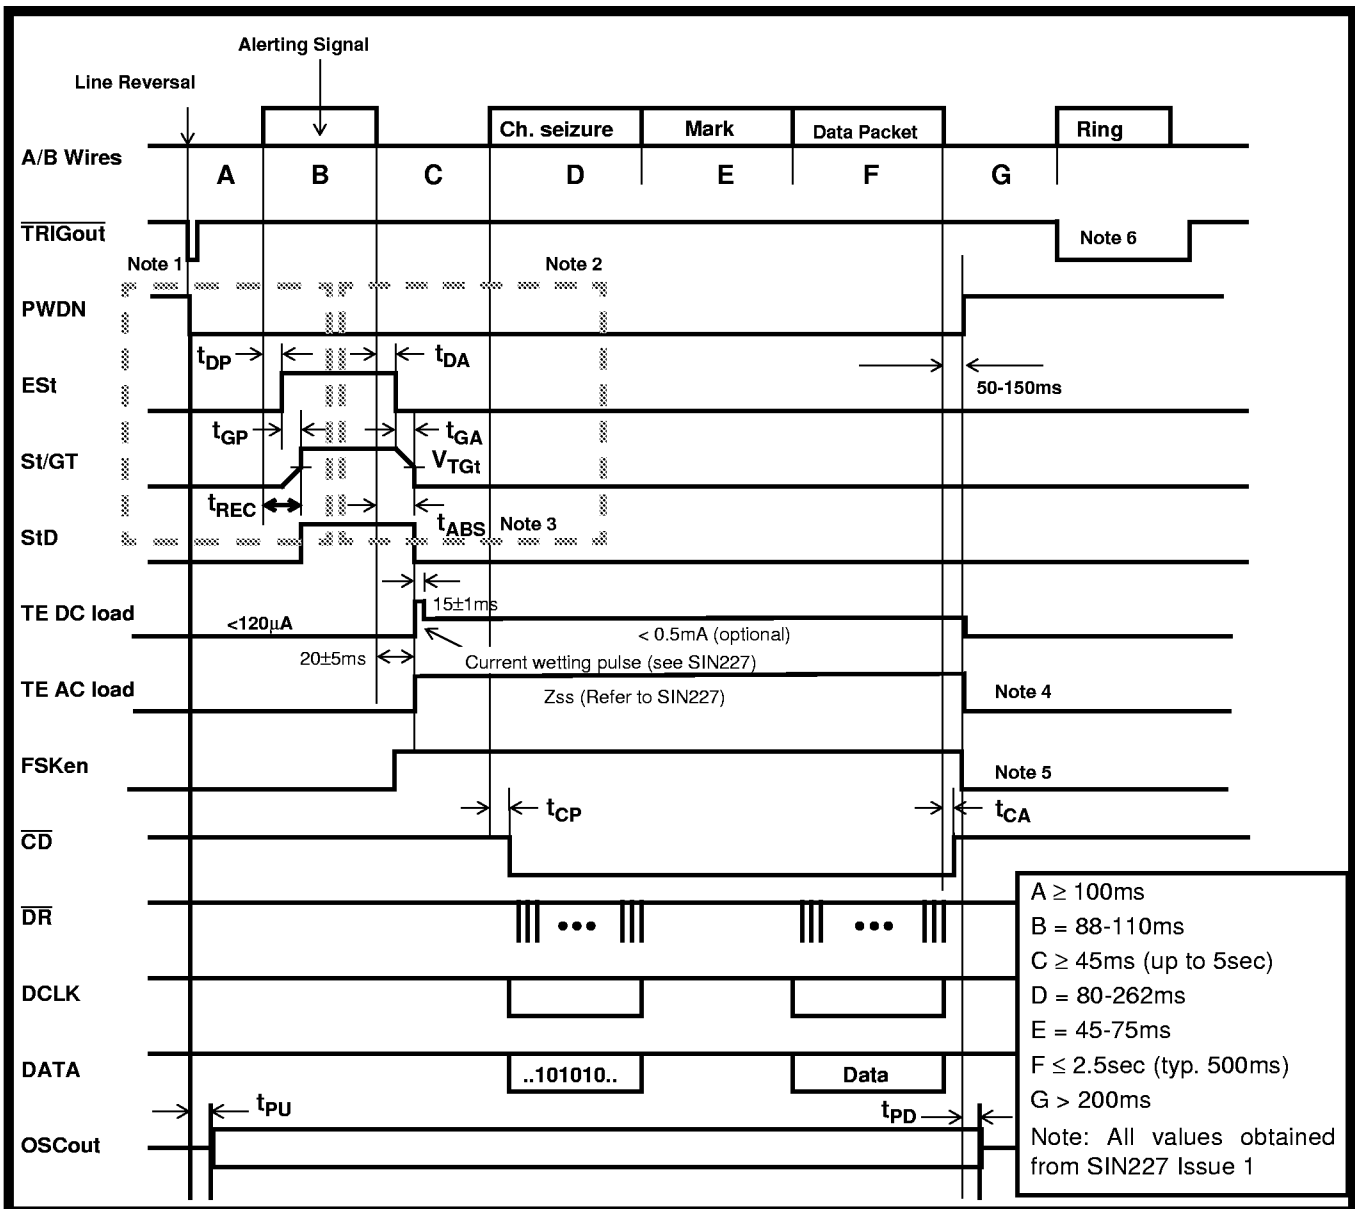 Alerting Signal
Line Reversal
A/B Wires
Ch. seizure
Mark
Data Packet
Ring
A
B
C
D
E
F
G
TRIGout
Note 6
Note 1
Note 2
PWDN
tDP
tDA
50-150ms
ESt
tGP
tGA
St/GT
VTGt
tREC
tABS
Note 3
StD
15±1ms
TE DC load
<120µA
< 0.5mA (optional)
20±5ms
Current wetting pulse (see SIN227)
TE AC load
Zss (Refer to SIN227)
Note 4
FSKen
Note 5
tCP
tCA
CD
DR
•••
•••
DCLK
DATA
..101010..
Data
tPU
tPD
OSCout
A ≥ 100ms
B = 88-110ms
C ≥ 45ms (up to 5sec)
D = 80-262ms
E = 45-75ms
F ≤ 2.5sec (typ. 500ms)
G > 200ms
Note: All values obtained
from SIN227 Issue 1